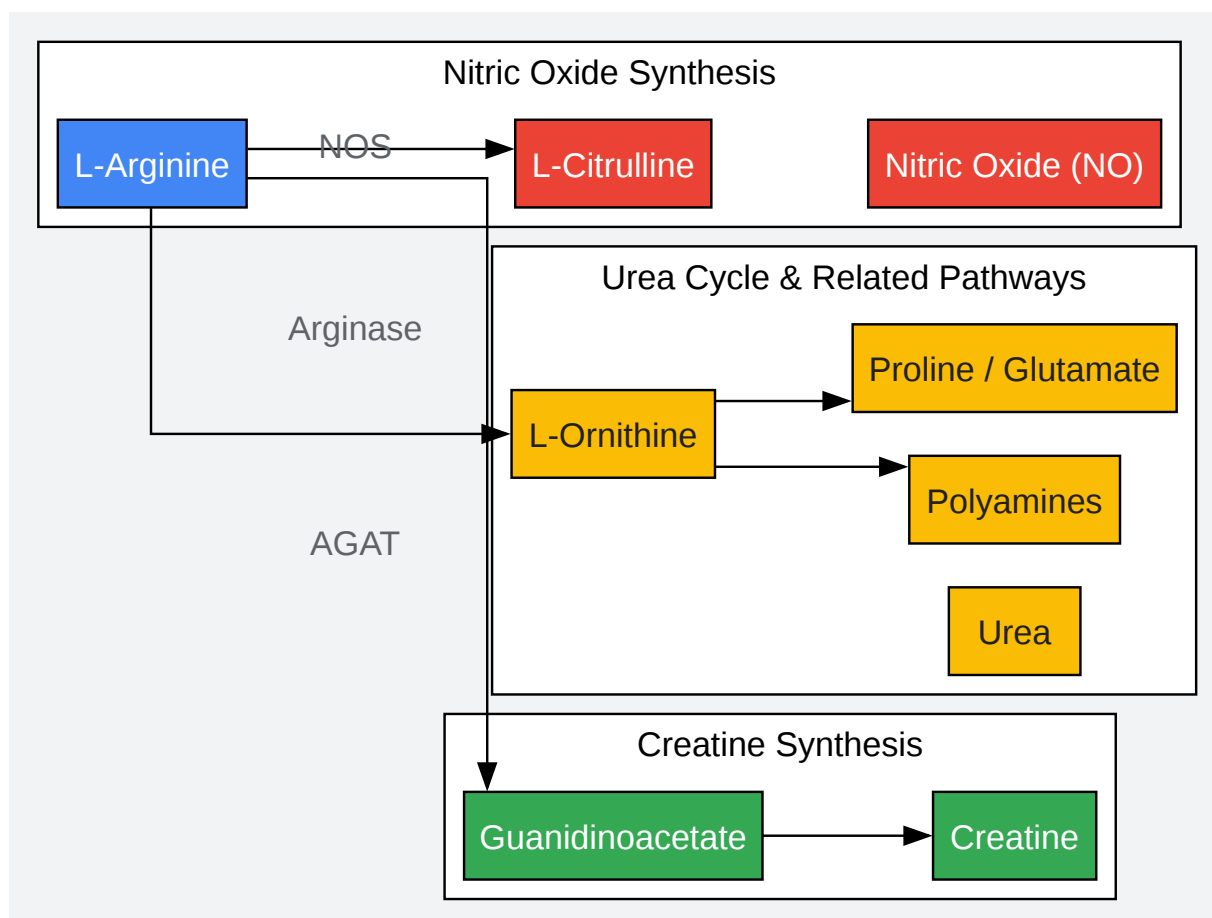 Nitric Oxide Synthesis
L-Arginine
NOS
L-Citrulline
Nitric Oxide (NO)
Urea Cycle & Related Pathways
Arginase
Proline / Glutamate
L-Ornithine
Polyamines
AGAT
Urea
Creatine Synthesis
Guanidinoacetate
Creatine